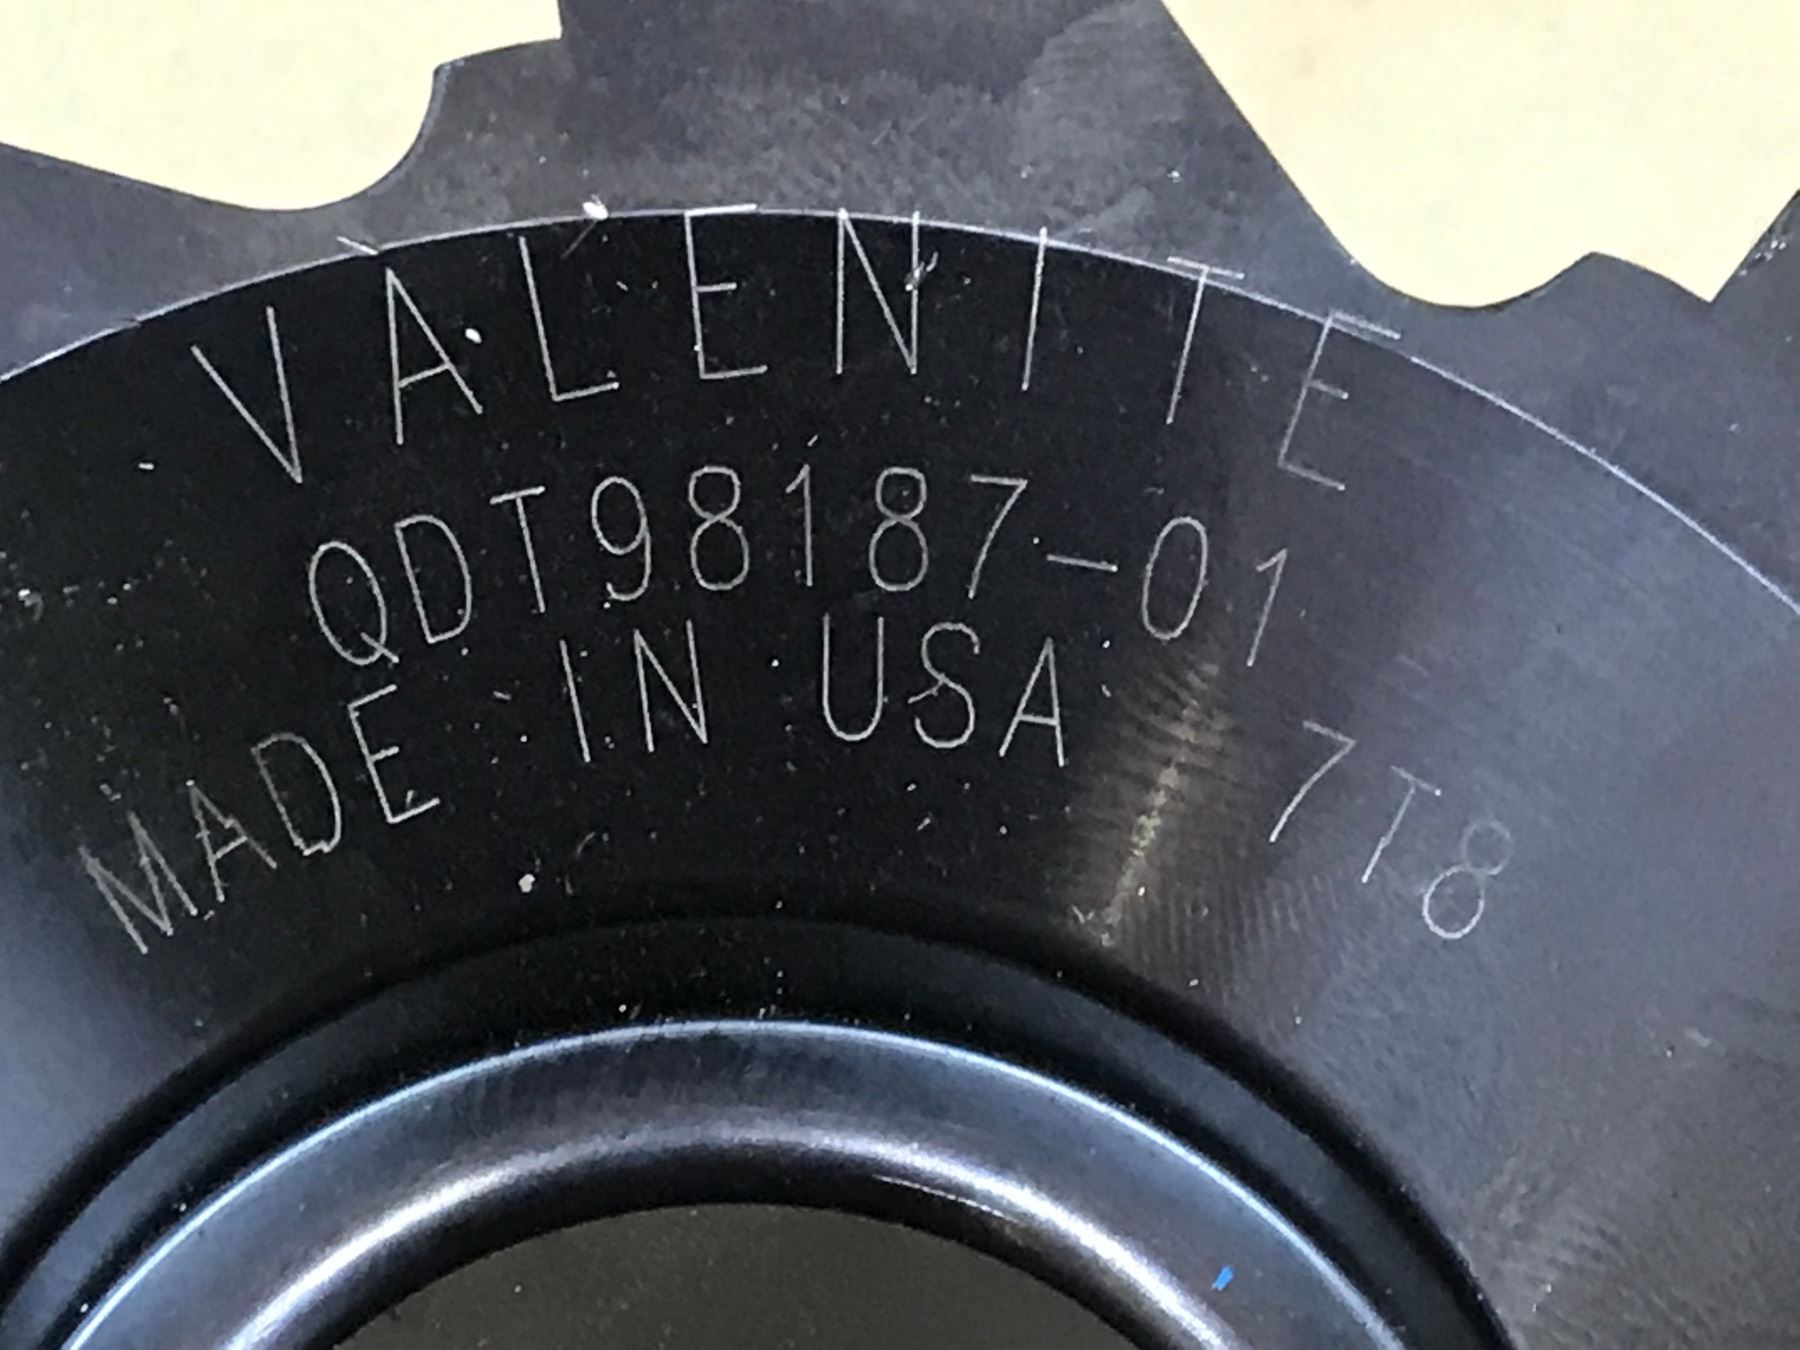 VALENITE
QDT98187-01
MADE IN USA 7T8